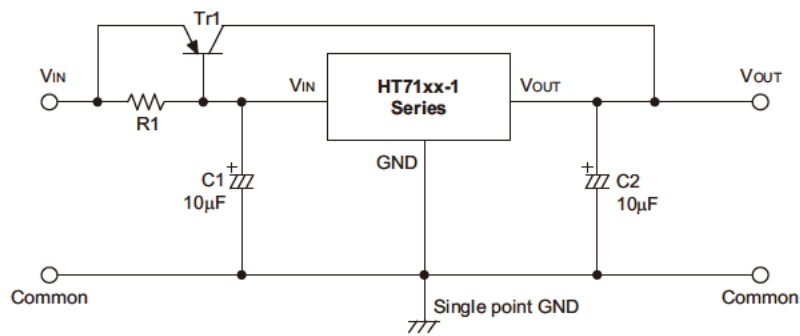 Tr1
VIN
R1
VIN
HT71xx-1
Series
VOUT
VOUT
GND
C1
10μF
C2
10μF
Common
Single point GND
Common